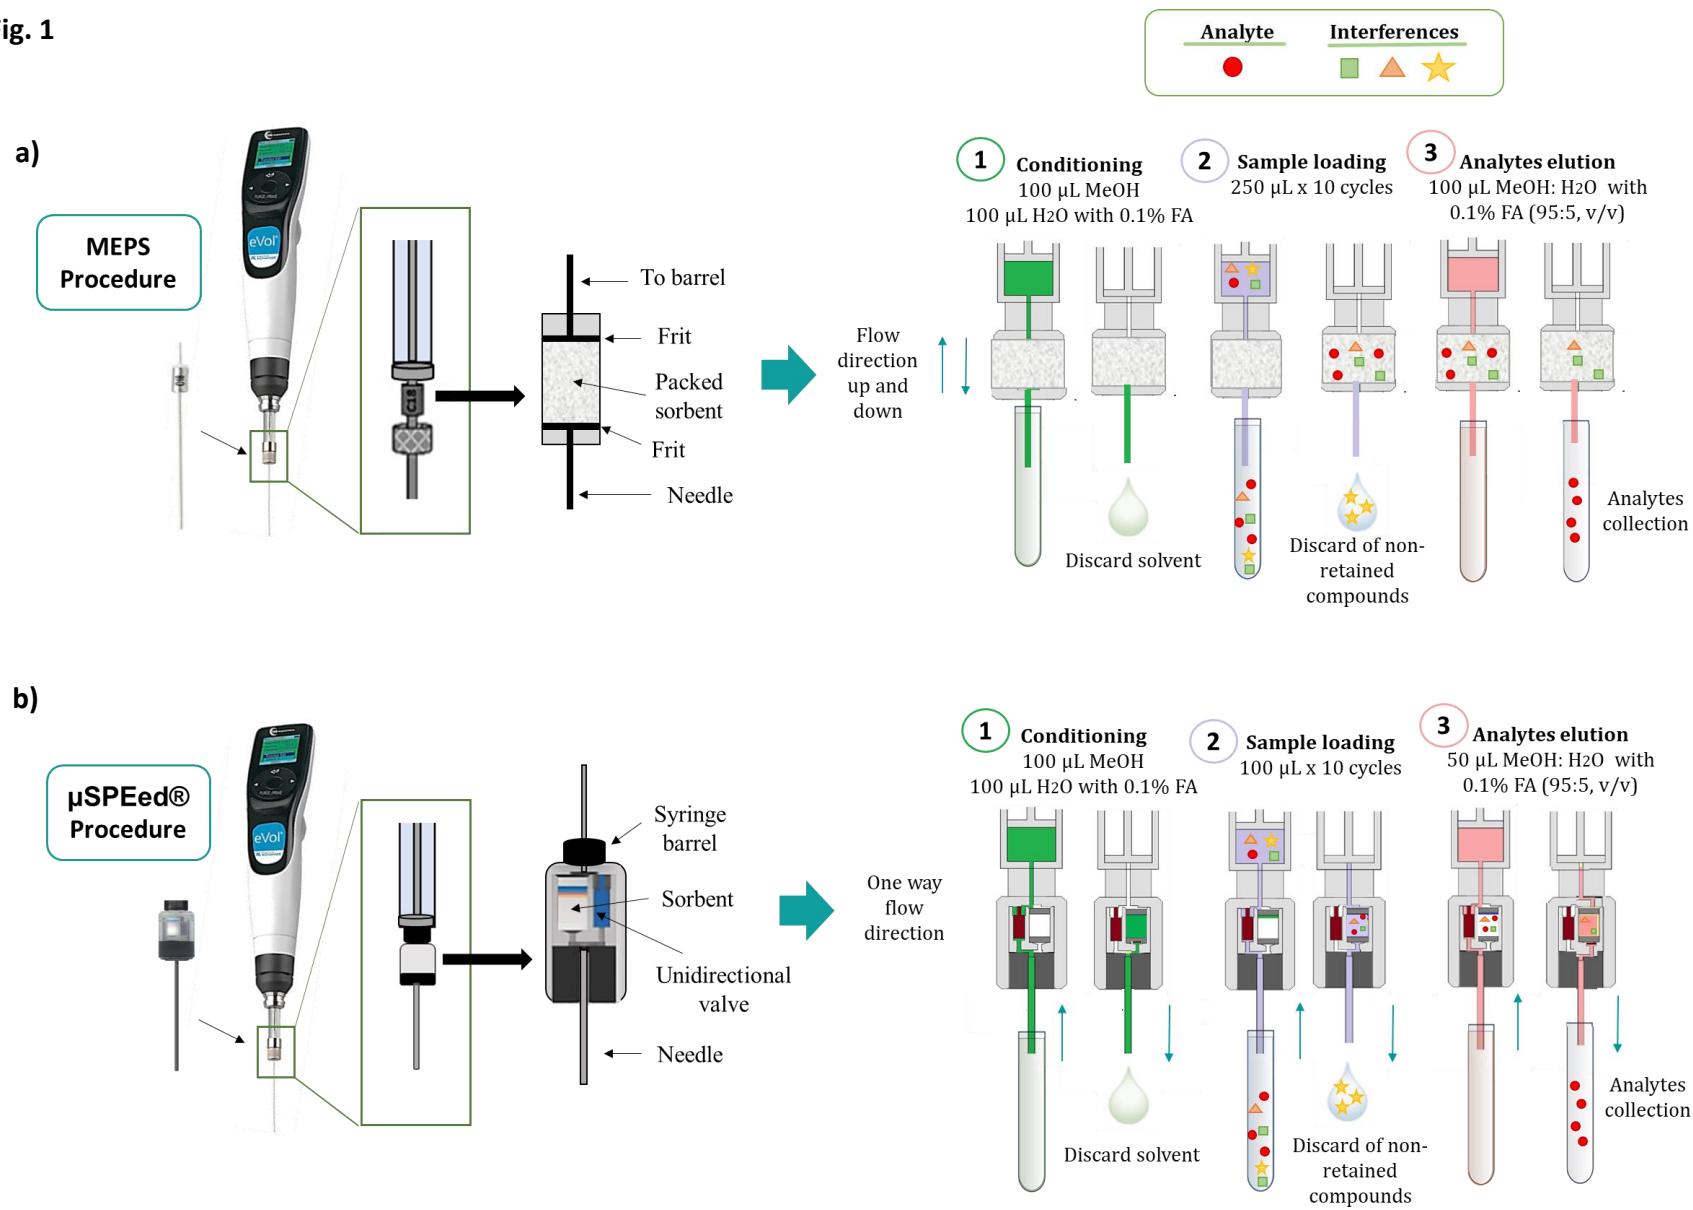 ig. 1
Analyte
Interferences
a)
MEPS
Procedure
eVol
C18
To barrel
Frit
Packed
sorbent
Frit
Needle
Flow
direction
up and
down
1
Conditioning
100 µL MeOH
100 µL H2O with 0.1% FA
2
Sample loading
250 µL x 10 cycles
3
Analytes elution
100 µL MeOH: H2O with
0.1% FA (95:5, v/v)
Discard solvent
Discard of non-
retained
compounds
Analytes
collection
b)
µSPEed®
Procedure
eVol
Syringe
barrel
Sorbent
Unidirectional
valve
Needle
One way
flow
direction
1
Conditioning
100 µL MeOH
100 µL H2O with 0.1% FA
2
Sample loading
100 µL x 10 cycles
3
Analytes elution
50 µL MeOH: H2O with
0.1% FA (95:5, v/v)
Discard solvent
Discard of non-
retained
compounds
Analytes
collection